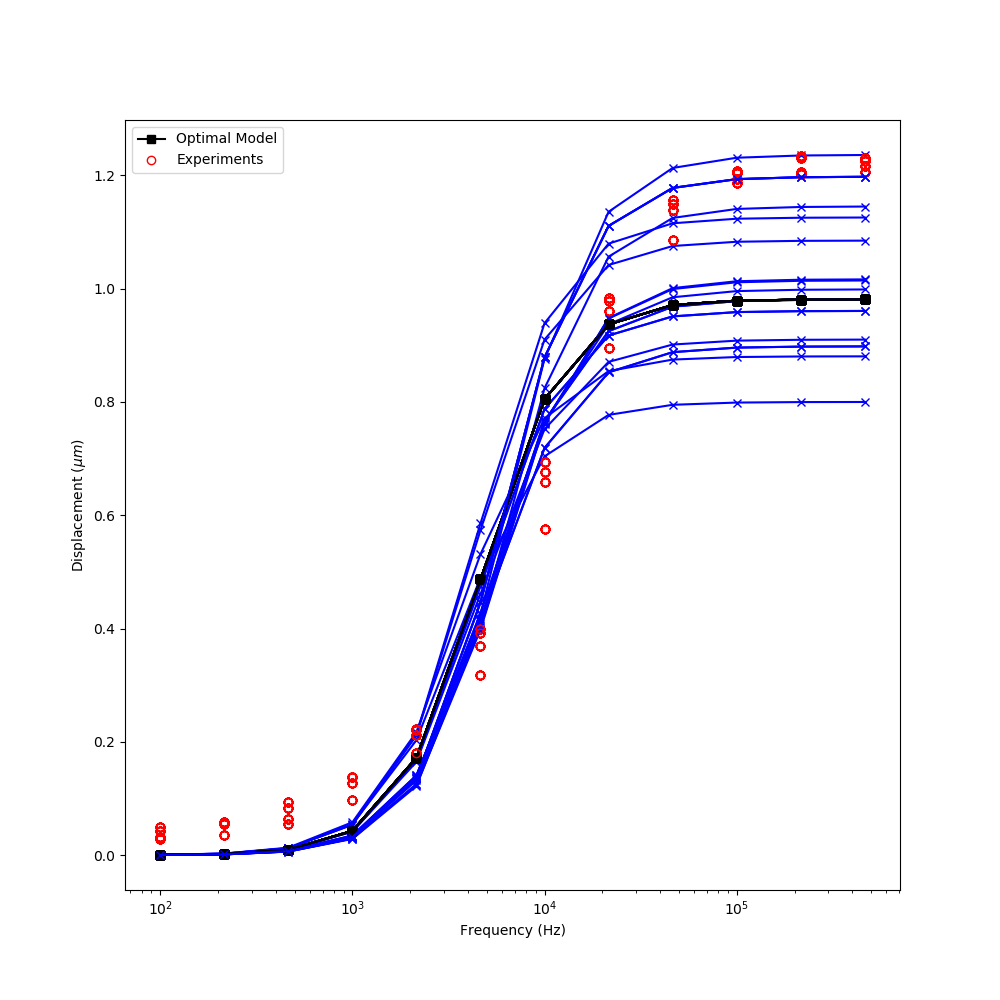 Optimal Model
Experiments
1.2
1.0
0.8
0.6
0.4
0.2
0.0
Displacement (μm)
10² 10³ 10⁴ 10⁵
Frequency (Hz)